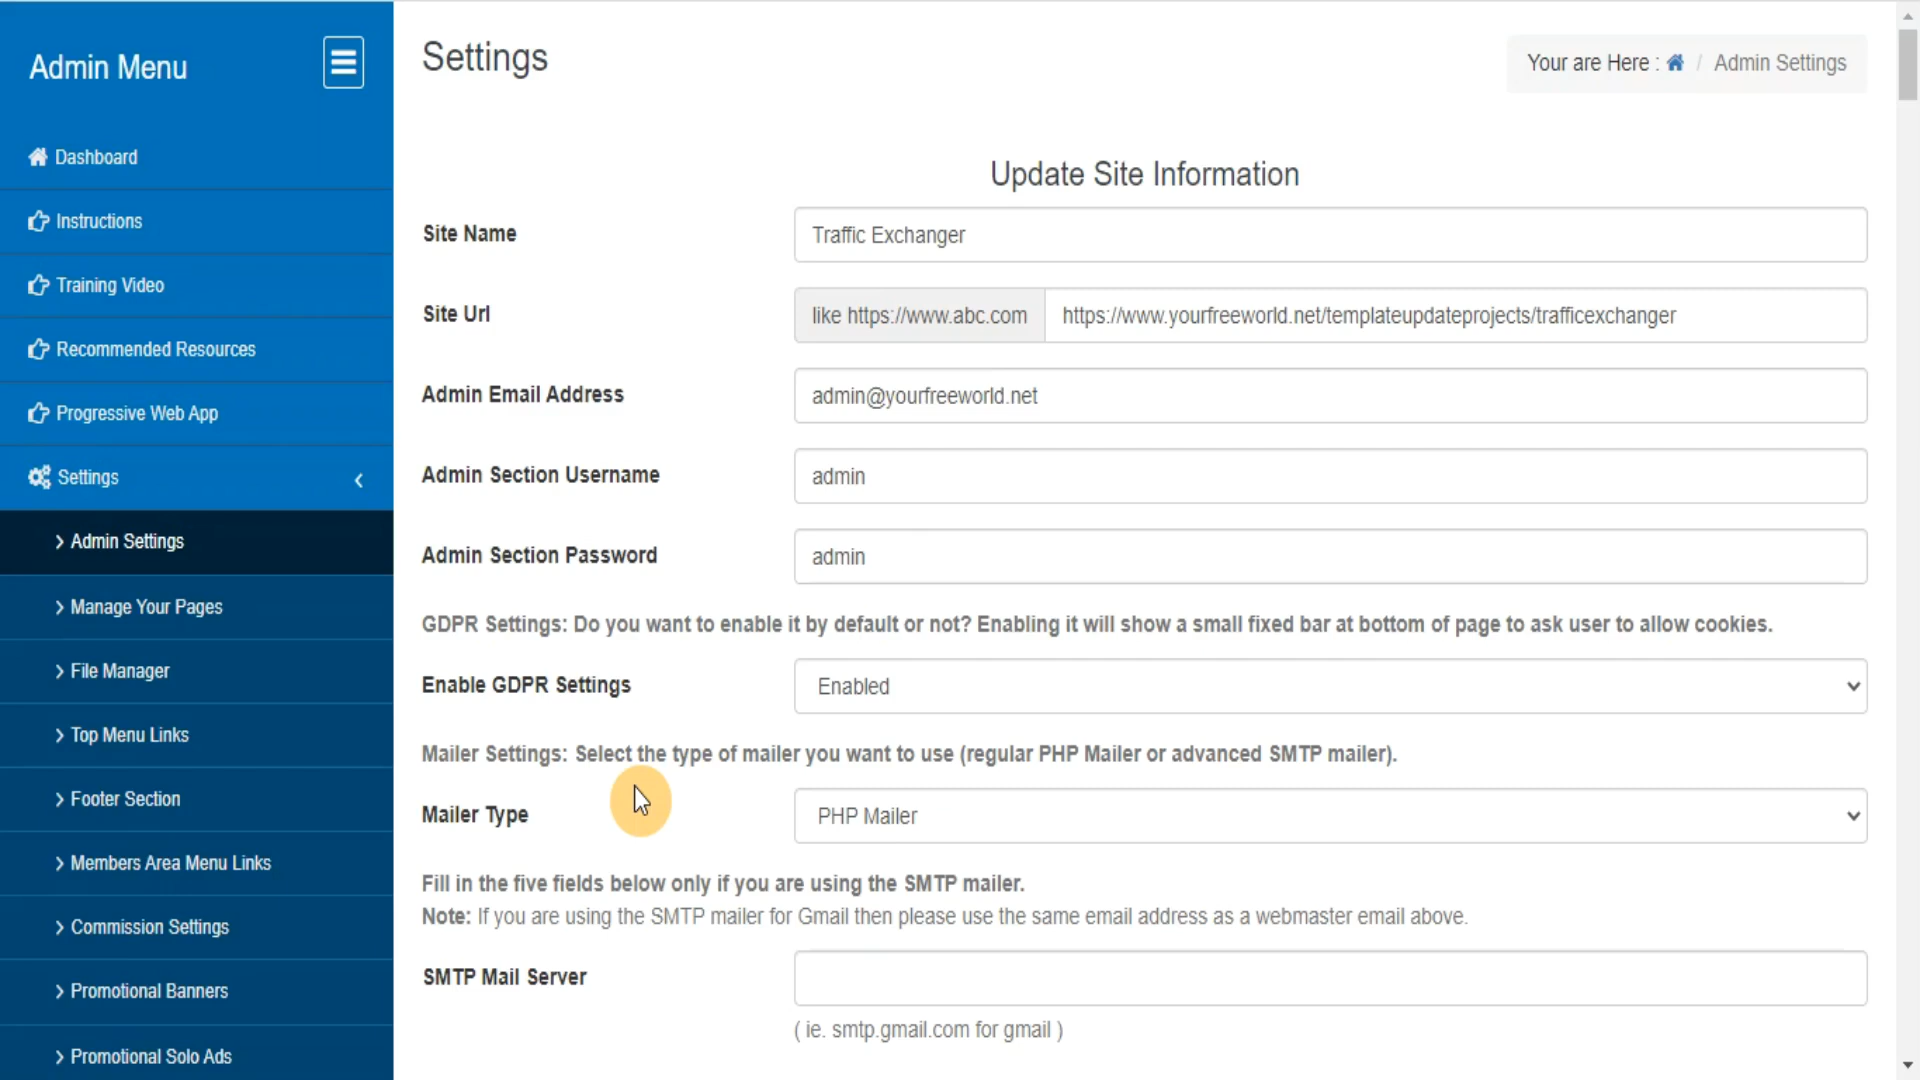 Admin Menu
Dashboard
Instructions
Training Video
Recommended Resources
Progressive Web App
Settings
Admin Settings
Manage Your Pages
File Manager
Top Menu Links
Footer Section
Members Area Menu Links
Commission Settings
Promotional Banners
Promotional Solo Ads
Settings
Your are Here : / Admin Settings
Update Site Information
Site Name
Traffic Exchanger
Site Url
like https://www.abc.com
https://www.yourfreeworld.net/templateupdateprojects/trafficexchanger
Admin Email Address
admin@yourfreeworld.net
Admin Section Username
admin
Admin Section Password
admin
GDPR Settings: Do you want to enable it by default or not? Enabling it will show a small fixed bar at bottom of page to ask user to allow cookies.
Enable GDPR Settings
Enabled
Mailer Settings: Select the type of mailer you want to use (regular PHP Mailer or advanced SMTP mailer).
Mailer Type
PHP Mailer
Fill in the five fields below only if you are using the SMTP mailer.
Note: If you are using the SMTP mailer for Gmail then please use the same email address as a webmaster email above.
SMTP Mail Server
( ie. smtp.gmail.com for gmail )